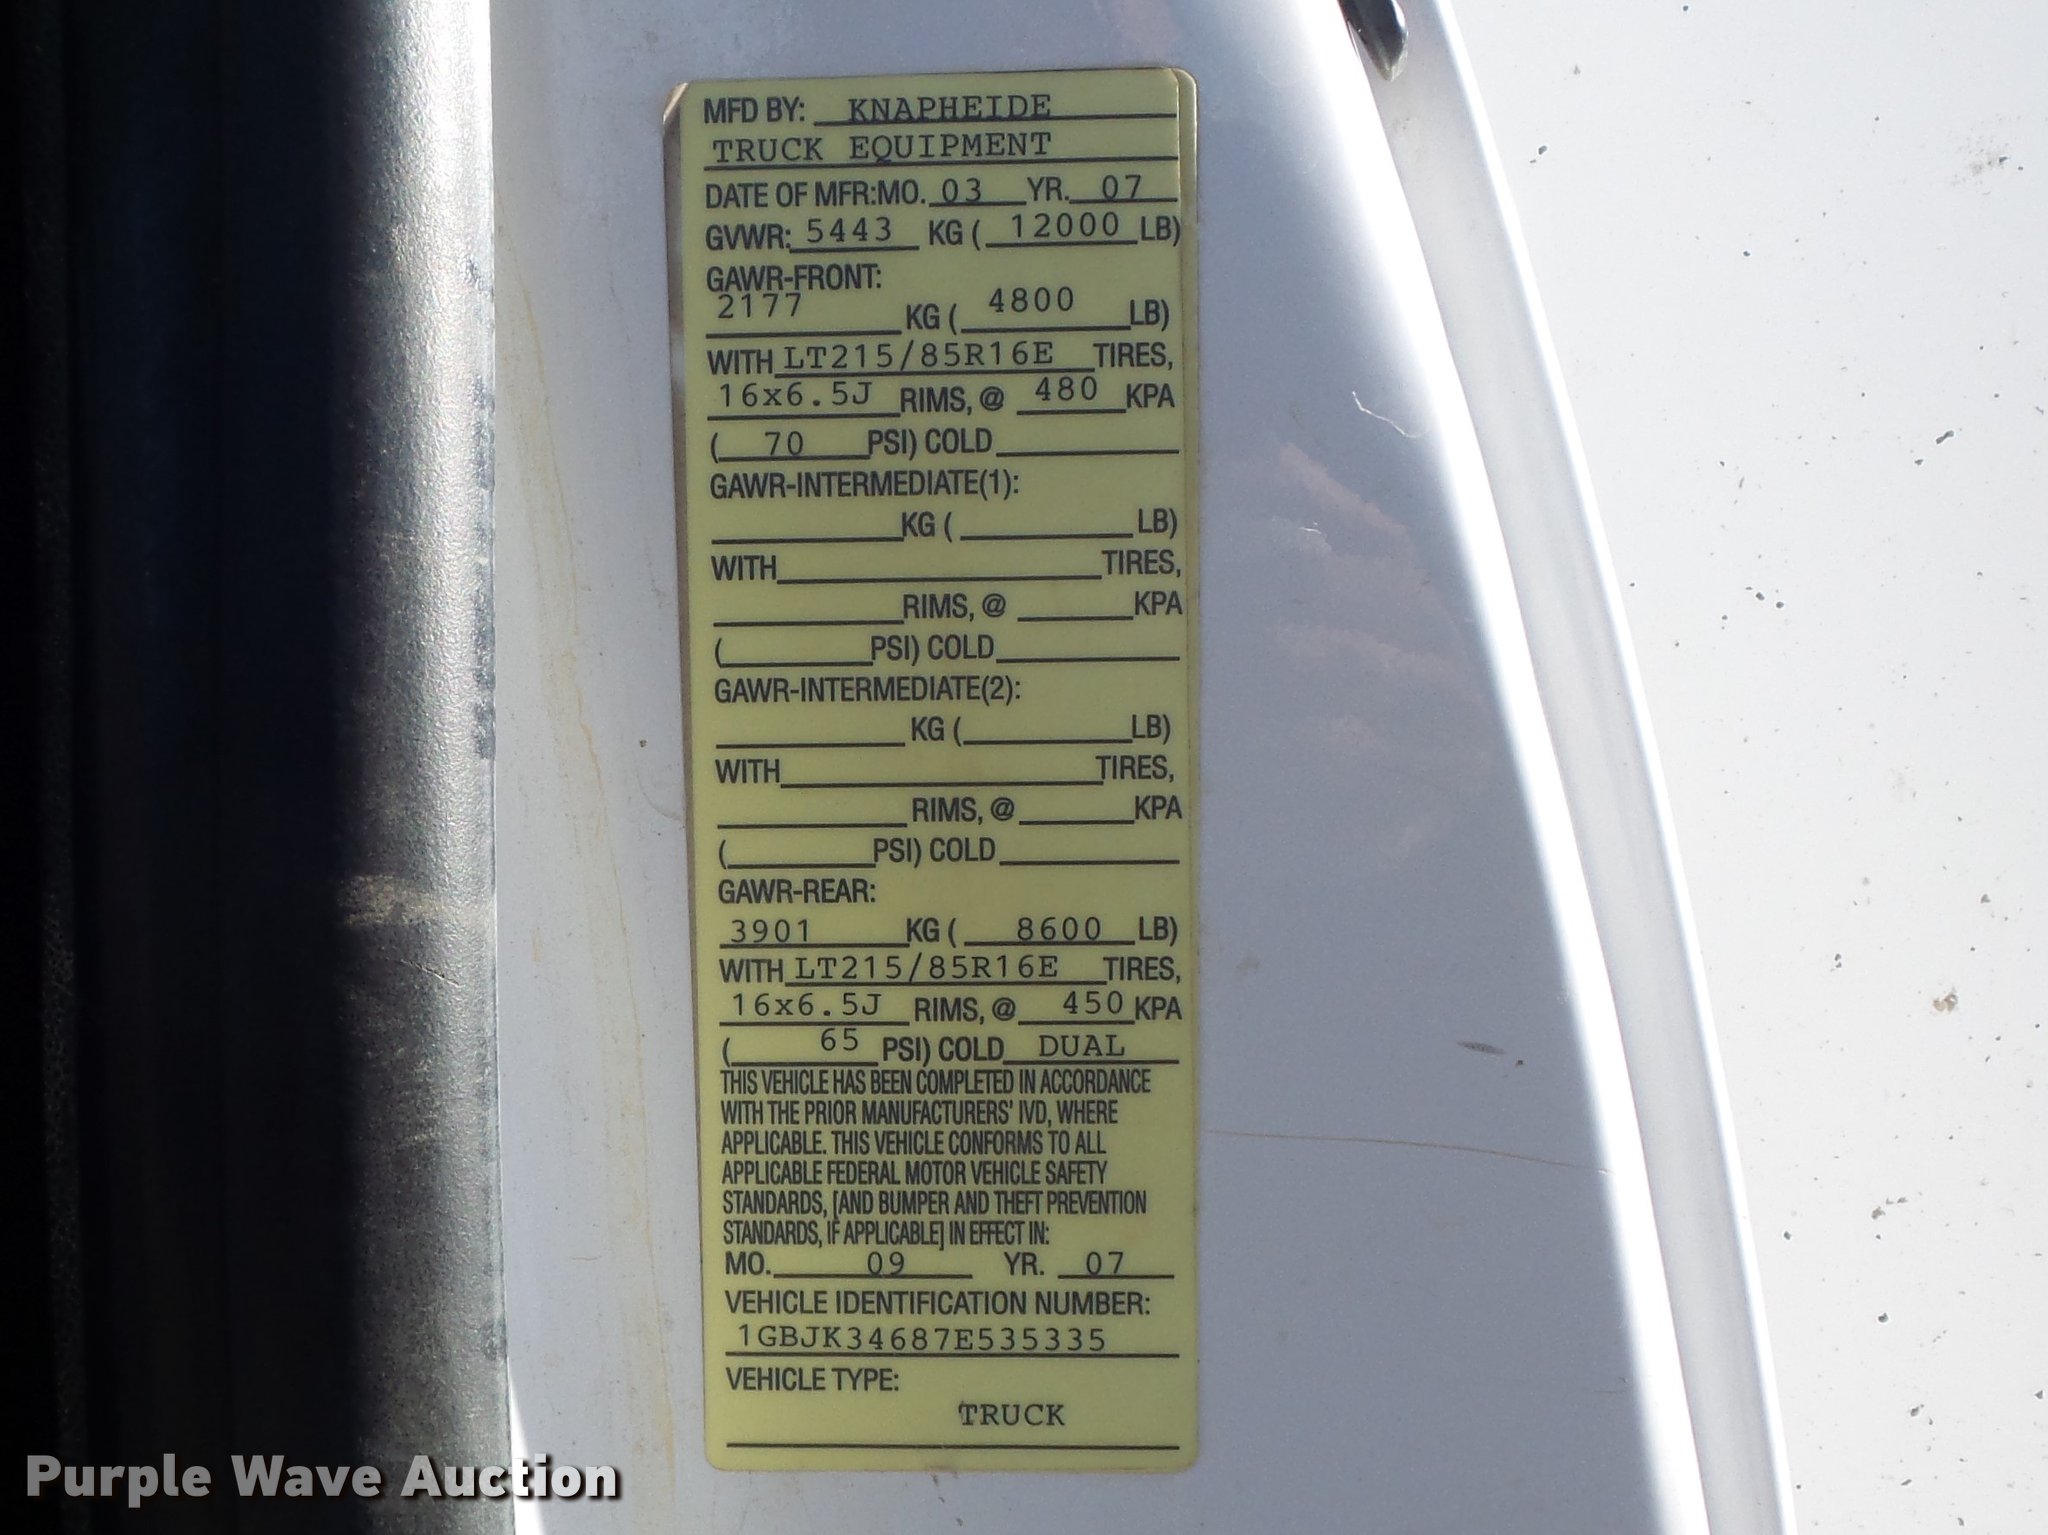 MFD BY: KNAPHEIDE
TRUCK EQUIPMENT
DATE OF MFR:MO. 03 YR. 07
GVWR: 5443 KG ( 12000 LB)
GAWR-FRONT:
2177 KG ( 4800 LB)
WITH LT215/85R16E TIRES,
16x6.5J RIMS, @ 480 KPA
( 70 PSI) COLD
GAWR-INTERMEDIATE(1):
KG ( LB)
WITH TIRES,
RIMS, @ KPA
( PSI) COLD
GAWR-INTERMEDIATE(2):
KG ( LB)
WITH TIRES,
RIMS, @ KPA
( PSI) COLD
GAWR-REAR:
3901 KG ( 8600 LB)
WITH LT215/85R16E TIRES,
16x6.5J RIMS, @ 450 KPA
( 65 PSI) COLD DUAL
THIS VEHICLE HAS BEEN COMPLETED IN ACCORDANCE
WITH THE PRIOR MANUFACTURERS' IVD, WHERE
APPLICABLE. THIS VEHICLE CONFORMS TO ALL
APPLICABLE FEDERAL MOTOR VEHICLE SAFETY
STANDARDS, [AND BUMPER AND THEFT PREVENTION
STANDARDS, IF APPLICABLE] IN EFFECT IN:
MO. 09 YR. 07
VEHICLE IDENTIFICATION NUMBER:
1GBJK34687E535335
VEHICLE TYPE:
TRUCK
Purple Wave Auction